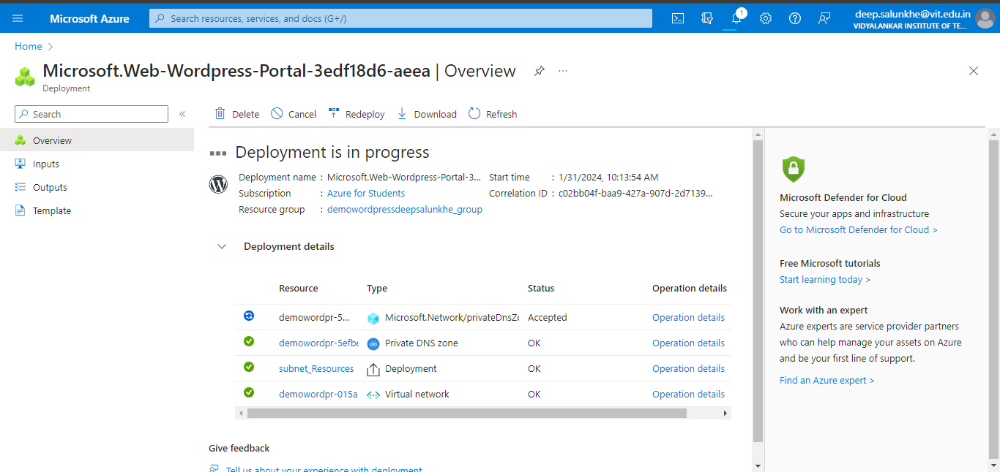 Microsoft Azure
Search resources, services, and docs (G+/)
1
deep.salunkhe@vit.edu.in
VIDYALANKAR INSTITUTE OF TE...
Home >
Microsoft.Web-Wordpress-Portal-3edf18d6-aeea | Overview ...
Deployment
Search «
Overview
Inputs
Outputs
Template
Delete Cancel Redeploy Download Refresh
Deployment is in progress
Deployment name : Microsoft.Web-Wordpress-Portal-3... Start time : 1/31/2024, 10:13:54 AM
Subscription : Azure for Students Correlation ID : c02bb04f-baa9-427a-907d-2d7139...
Resource group : demowordpressdeepsalunkhe_group
Deployment details
Resource Type Status Operation details
demowordpr-5... Microsoft.Network/privateDnsZo Accepted Operation details
demowordpr-5efbe DNS Private DNS zone OK Operation details
subnet_Resources Deployment OK Operation details
demowordpr-015a Virtual network OK Operation details
Give feedback
Tell us about your experience with deployment
Microsoft Defender for Cloud
Secure your apps and infrastructure
Go to Microsoft Defender for Cloud >
Free Microsoft tutorials
Start learning today >
Work with an expert
Azure experts are service provider partners
who can help manage your assets on Azure
and be your first line of support.
Find an Azure expert >